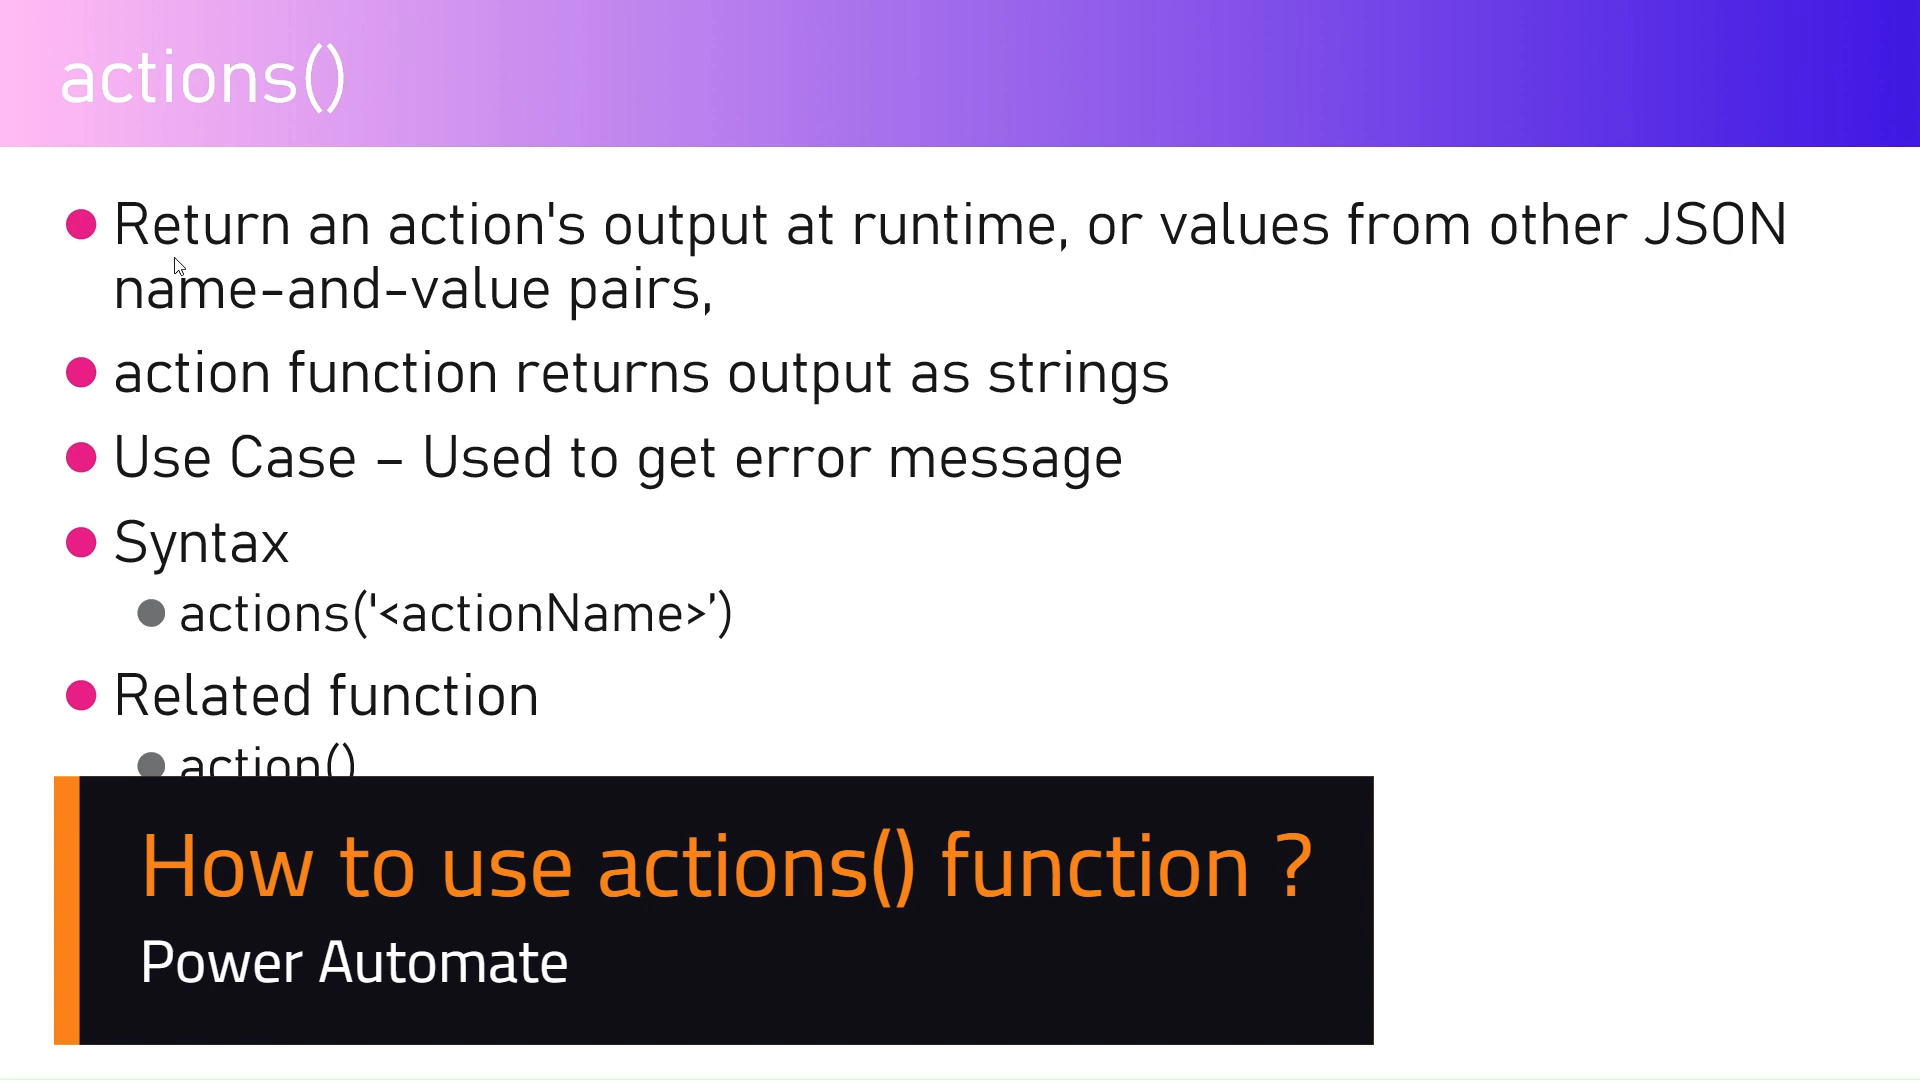 actions()
Return an action's output at runtime, or values from other JSON
name-and-value pairs,
action function returns output as strings
Use Case – Used to get error message
Syntax
actions('<actionName>’)
Related function
action()
How to use actions() function ?
Power Automate